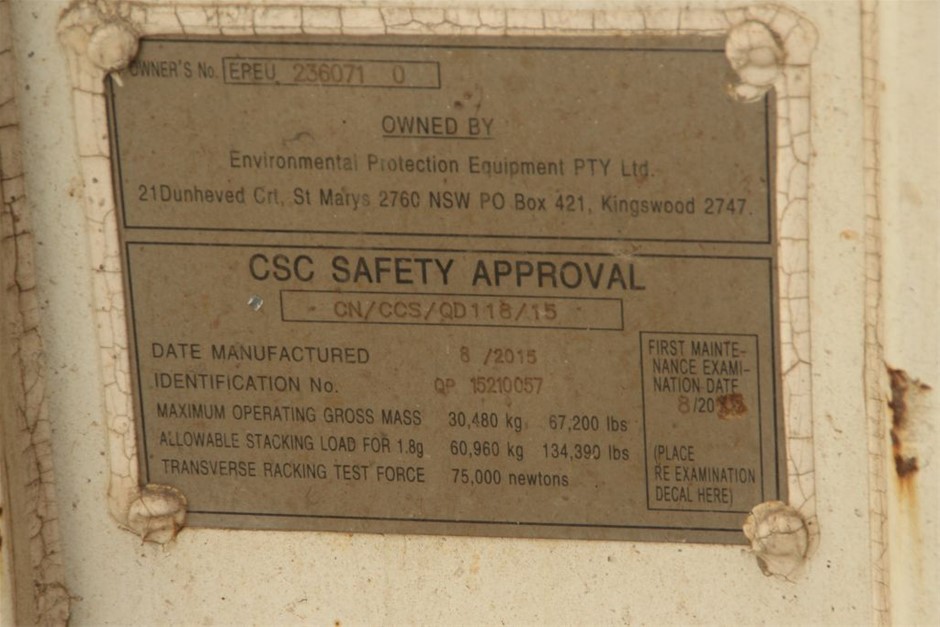 OWNER'S No. EPEU 236071 0
OWNED BY
Environmental Protection Equipment PTY Ltd.
21Dunheved Crt, St Marys 2760 NSW PO Box 421, Kingswood 2747.
CSC SAFETY APPROVAL
CN/CCS/QD118/15
DATE MANUFACTURED 8 /2015
IDENTIFICATION No. QP 15210057
MAXIMUM OPERATING GROSS MASS 30,480 kg 67,200 lbs
ALLOWABLE STACKING LOAD FOR 1.8g 60,960 kg 134,390 lbs
TRANSVERSE RACKING TEST FORCE 75,000 newtons
FIRST MAINTE-
NANCE EXAMI-
NATION DATE
(PLACE
RE EXAMINATION
DECAL HERE)